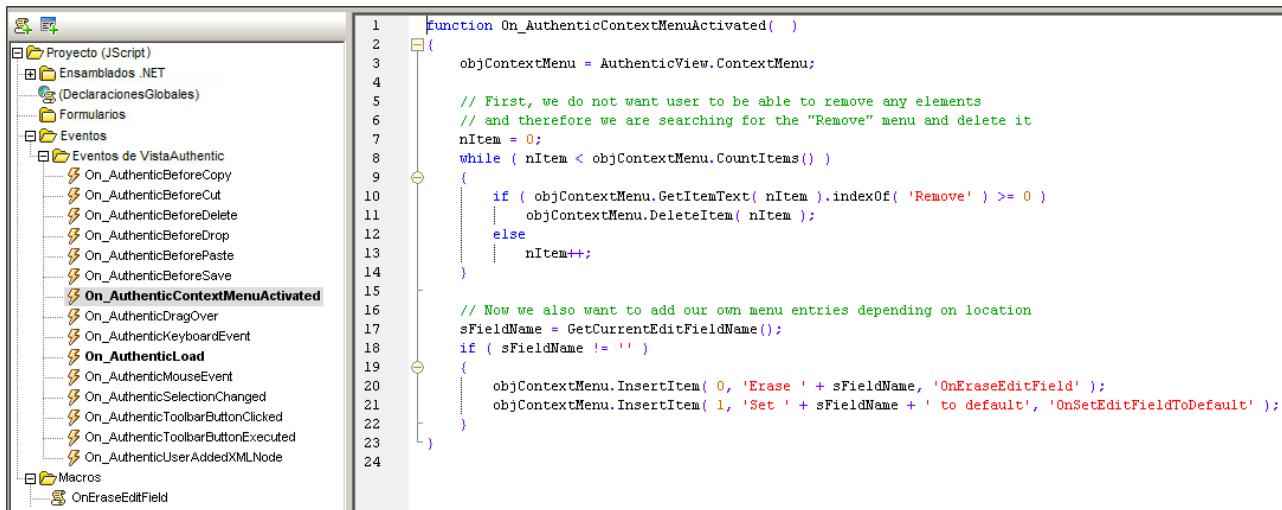 Proyecto (JScript)
Ensamblados .NET
(DeclaracionesGlobales)
Formularios
Eventos
Eventos de VistaAuthentic
On_AuthenticBeforeCopy
On_AuthenticBeforeCut
On_AuthenticBeforeDelete
On_AuthenticBeforeDrop
On_AuthenticBeforePaste
On_AuthenticBeforeSave
On_AuthenticContextMenuActivated
On_AuthenticDragOver
On_AuthenticKeyboardEvent
On_AuthenticLoad
On_AuthenticMouseEvent
On_AuthenticSelectionChanged
On_AuthenticToolbarButtonClicked
On_AuthenticToolbarButtonExecuted
On_AuthenticUserAddedXMLNode
Macros
OnEraseEditField
1 function On_AuthenticContextMenuActivated(  )
2 {
3     objContextMenu = AuthenticView.ContextMenu;
4
5     // First, we do not want user to be able to remove any elements
6     // and therefore we are searching for the "Remove" menu and delete it
7     nItem = 0;
8     while ( nItem < objContextMenu.CountItems() )
9     {
10         if ( objContextMenu.GetItemText( nItem ).indexOf( 'Remove' ) >= 0 )
11             objContextMenu.DeleteItem( nItem );
12         else
13             nItem++;
14     }
15
16     // Now we also want to add our own menu entries depending on location
17     sFieldName = GetCurrentEditFieldName();
18     if ( sFieldName != '' )
19     {
20         objContextMenu.InsertItem( 0, 'Erase ' + sFieldName, 'OnEraseEditField' );
21         objContextMenu.InsertItem( 1, 'Set ' + sFieldName + ' to default', 'OnSetEditFieldToDefault' );
22     }
23 }
24